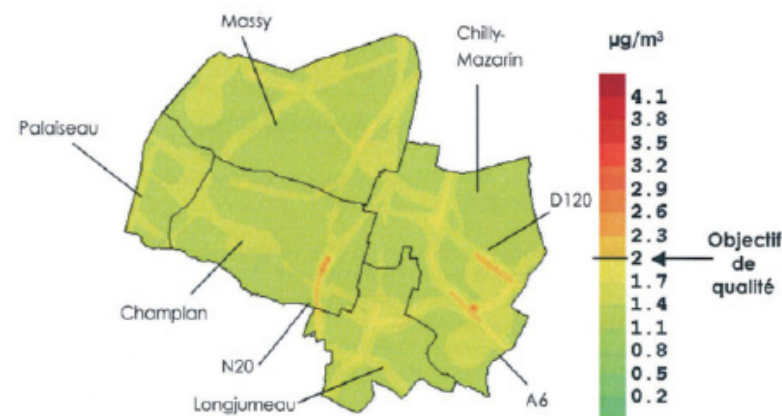 Massy
Chilly-
Mazarin
Palaiseau
D120
Champlan
N20
Longjumeau
A6
µg/m³
4.1
3.8
3.5
3.2
2.9
2.6
2.3
2
1.7
1.4
1.1
0.8
0.5
0.2
Objectif
de
qualité